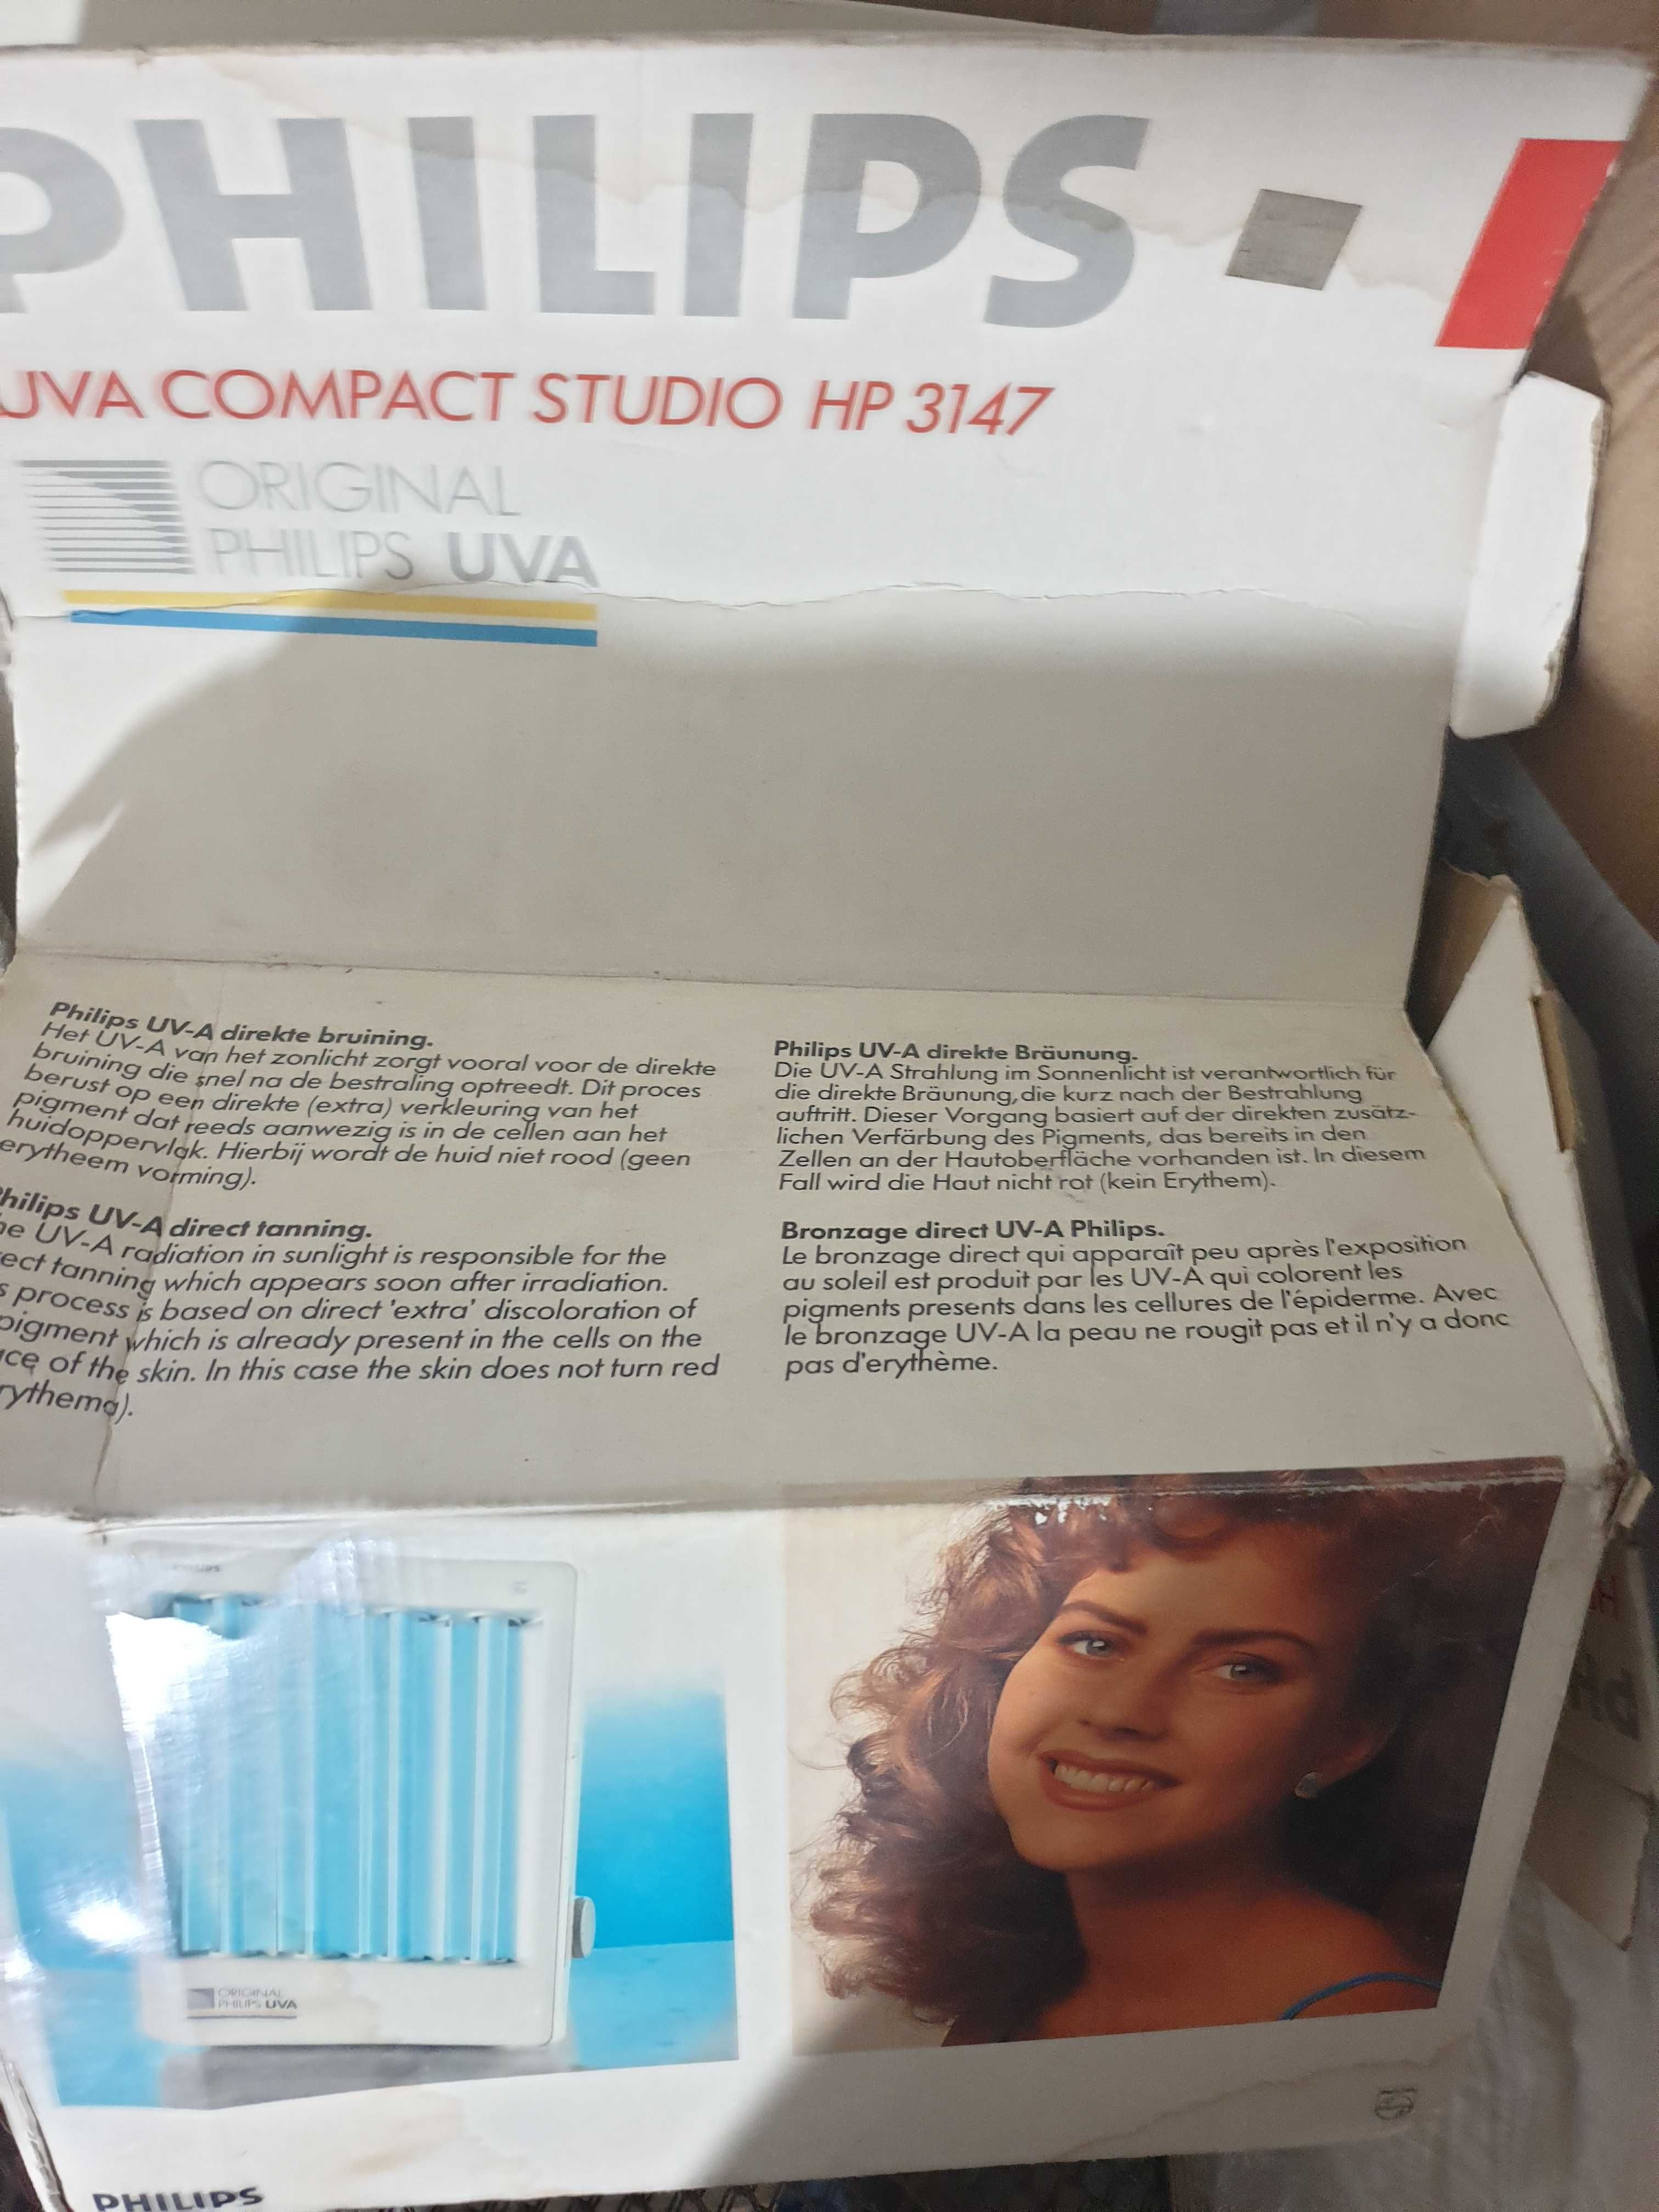 PHILIPS
UVA COMPACT STUDIO HP 3147
ORIGINAL
PHILIPS UVA
Philips UV-A direkte bruining.
Het UV-A van het zonlicht zorgt vooral voor de direkte
bruining die snel na de bestraling optreedt. Dit proces
berust op een direkte (extra) verkleuring van het
pigment dat reeds aanwezig is in de cellen aan het
huidoppervlak. Hierbij wordt de huid niet rood (geen
erytheem vorming).
Philips UV-A direct tanning.
he UV-A radiation in sunlight is responsible for the
ect tanning which appears soon after irradiation.
s process is based on direct 'extra' discoloration of
pigment which is already present in the cells on the
ce of the skin. In this case the skin does not turn red
rythema).
Philips UV-A direkte Bräunung.
Die UV-A Strahlung im Sonnenlicht ist verantwortlich für
die direkte Bräunung, die kurz nach der Bestrahlung
auftritt. Dieser Vorgang basiert auf der direkten zusätz-
lichen Verfärbung des Pigments, das bereits in den
Zellen an der Hautoberfläche vorhanden ist. In diesem
Fall wird die Haut nicht rot (kein Erythem).
Bronzage direct UV-A Philips.
Le bronzage direct qui apparaît peu après l'exposition
au soleil est produit par les UV-A qui colorent les
pigments presents dans les cellures de l'épiderme. Avec
le bronzage UV-A la peau ne rougit pas et il n'y a donc
pas d'erythème.
ORIGINAL
PHILIPS UVA
PHILIPS